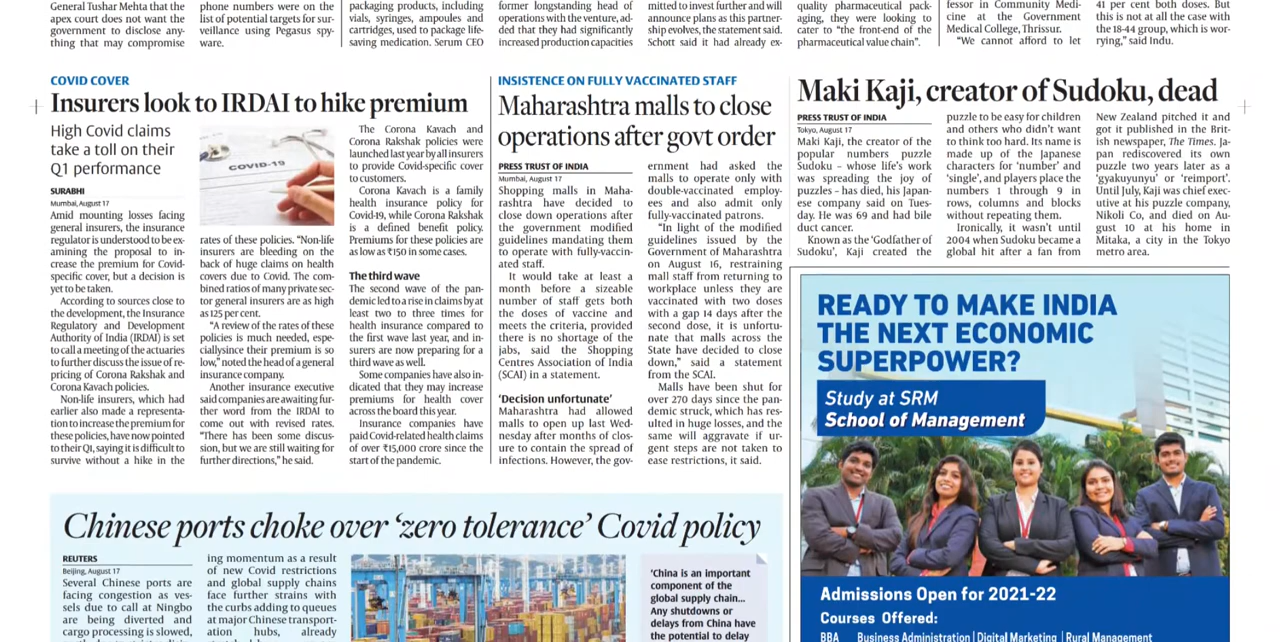 General Tushar Mehta that the
apex court does not want the
government to disclose any-
thing that may compromise
phone numbers were on the
list of potential targets for sur-
veillance using Pegasus spy-
ware.
packaging products, including
vials, syringes, ampoules and
cartridges, used to package life-
saving medication. Serum CEO
former longstanding head of
operations with the venture, ad-
ded that they had significantly
increased production capacities
mitted to invest further and will
announce plans as this partner-
ship evolves, the statement said.
Schott said it had already ex-
quality pharmaceutical pack-
aging, they were looking to
cater to “the front-end of the
pharmaceutical value chain”.
fessor in Community Medi-
cine at the Government
Medical College, Thrissur.
“We cannot afford to let
41 per cent both doses. But
this is not at all the case with
the 18-44 group, which is wor-
rying,” said Indu.
COVID COVER
Insurers look to IRDAI to hike premium
High Covid claims
take a toll on their
Q1 performance
SURABHI
Mumbai, August 17
Amid mounting losses facing
general insurers, the insurance
regulator is understood to be ex-
amining the proposal to in-
crease the premium for Covid-
specific cover, but a decision is
yet to be taken.
According to sources close to
the development, the Insurance
Regulatory and Development
Authority of India (IRDAI) is set
to call a meeting of the actuaries
to further discuss the issue of re-
pricing of Corona Rakshak and
Corona Kavach policies.
Non-life insurers, which had
earlier also made a representa-
tion to increase the premium for
these policies, have now pointed
to their Q1, saying it is difficult to
survive without a hike in the
COVID-19
rates of these policies. “Non-life
insurers are bleeding on the
back of huge claims on health
covers due to Covid. The com-
bined ratios of many private sec-
tor general insurers are as high
as 125 per cent.
“A review of the rates of these
policies is much needed, espe-
ciallysince their premium is so
low,” noted the head of a general
insurance company.
Another insurance executive
said companies are awaiting fur-
ther word from the IRDAI to
come out with revised rates.
“There has been some discus-
sion, but we are still waiting for
further directions,” he said.
The Corona Kavach and
Corona Rakshak policies were
launched last year by all insurers
to provide Covid-specific cover
to customers.
Corona Kavach is a family
health insurance policy for
Covid-19, while Corona Rakshak
is a defined benefit policy.
Premiums for these policies are
as low as ₹150 in some cases.
The third wave
The second wave of the pan-
demic led to a rise in claims by at
least two to three times for
health insurance compared to
the first wave last year, and in-
surers are now preparing for a
third wave as well.
Some companies have also in-
dicated that they may increase
premiums for health cover
across the board this year.
Insurance companies have
paid Covid-related health claims
of over ₹15,000 crore since the
start of the pandemic.
INSISTENCE ON FULLY VACCINATED STAFF
Maharashtra malls to close
operations after govt order
PRESS TRUST OF INDIA
Mumbai, August 17
Shopping malls in Maha-
rashtra have decided to
close down operations after
the government modified
guidelines mandating them
to operate with fully-vaccin-
ated staff.
It would take at least a
month before a sizeable
number of staff gets both
the doses of vaccine and
meets the criteria, provided
there is no shortage of the
jabs, said the Shopping
Centres Association of India
(SCAI) in a statement.
‘Decision unfortunate’
Maharashtra had allowed
malls to open up last Wed-
nesday after months of clos-
ure to contain the spread of
infections. However, the gov-
ernment had asked the
malls to operate only with
double-vaccinated employ-
ees and also admit only
fully-vaccinated patrons.
“In light of the modified
guidelines issued by the
Government of Maharashtra
on August 16, restraining
mall staff from returning to
workplace unless they are
vaccinated with two doses
with a gap 14 days after the
second dose, it is unfortu-
nate that malls across the
State have decided to close
down,” said a statement
from the SCAI.
Malls have been shut for
over 270 days since the pan-
demic struck, which has res-
ulted in huge losses, and the
same will aggravate if ur-
gent steps are not taken to
ease restrictions, it said.
Maki Kaji, creator of Sudoku, dead
PRESS TRUST OF INDIA
Tokyo, August 17
Maki Kaji, the creator of the
popular numbers puzzle
Sudoku – whose life’s work
was spreading the joy of
puzzles – has died, his Japan-
ese company said on Tues-
day. He was 69 and had bile
duct cancer.
Known as the ‘Godfather of
Sudoku’, Kaji created the
puzzle to be easy for children
and others who didn’t want
to think too hard. Its name is
made up of the Japanese
characters for ‘number’ and
‘single’, and players place the
numbers 1 through 9 in
rows, columns and blocks
without repeating them.
Ironically, it wasn’t until
2004 when Sudoku became a
global hit after a fan from
New Zealand pitched it and
got it published in the Brit-
ish newspaper, The Times. Ja-
pan rediscovered its own
puzzle two years later as a
‘gyakuyunyu’ or ‘reimport’.
Until July, Kaji was chief exec-
utive at his puzzle company,
Nikoli Co, and died on Au-
gust 10 at his home in
Mitaka, a city in the Tokyo
metro area.
READY TO MAKE INDIA
THE NEXT ECONOMIC
SUPERPOWER?
Study at SRM
School of Management
Admissions Open for 2021-22
Courses Offered:
BBA Business Administration | Digital Marketing | Rural Management
Chinese ports choke over ‘zero tolerance’ Covid policy
REUTERS
Beijing, August 17
Several Chinese ports are
facing congestion as ves-
sels due to call at Ningbo
are being diverted and
cargo processing is slowed,
ing momentum as a result
of new Covid restrictions
and global supply chains
face further strains with
the curbs adding to queues
at major Chinese transport-
ation hubs, already
‘China is an important
component of the
global supply chain...
Any shutdowns or
delays from China have
the potential to delay